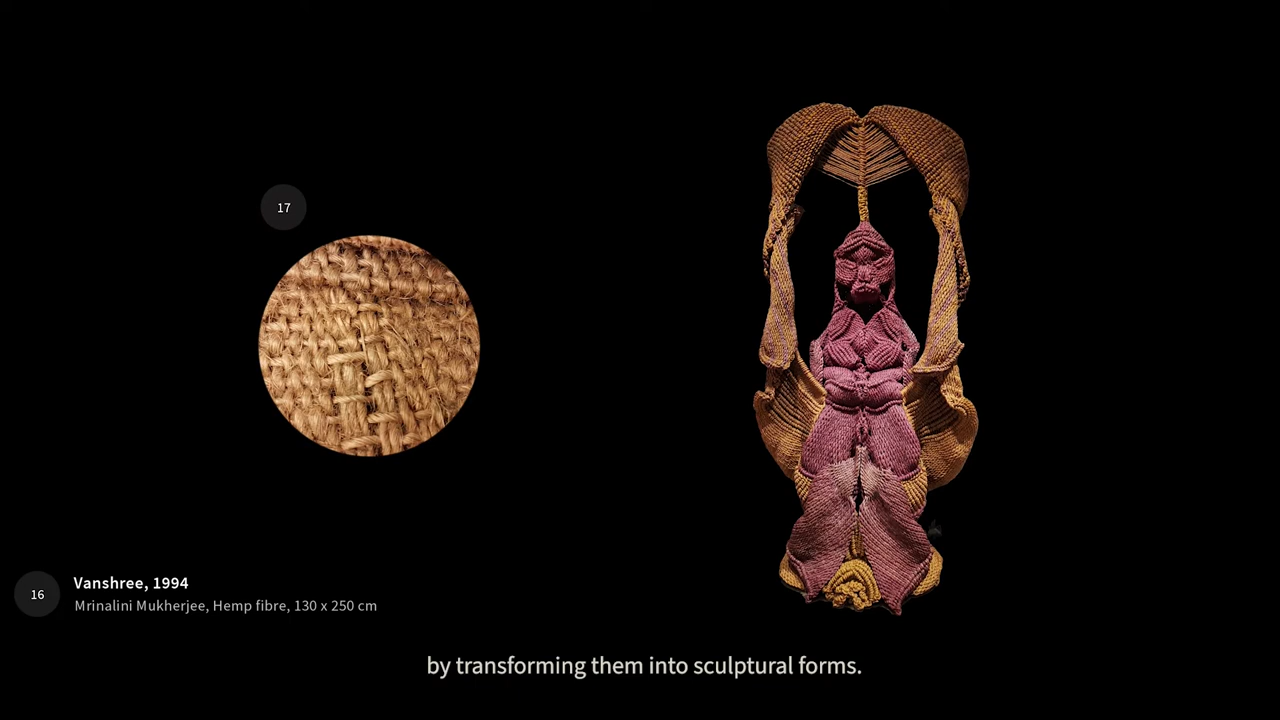 17
16
Vanshree, 1994
Mrinalini Mukherjee, Hemp fibre, 130 x 250 cm
by transforming them into sculptural forms.